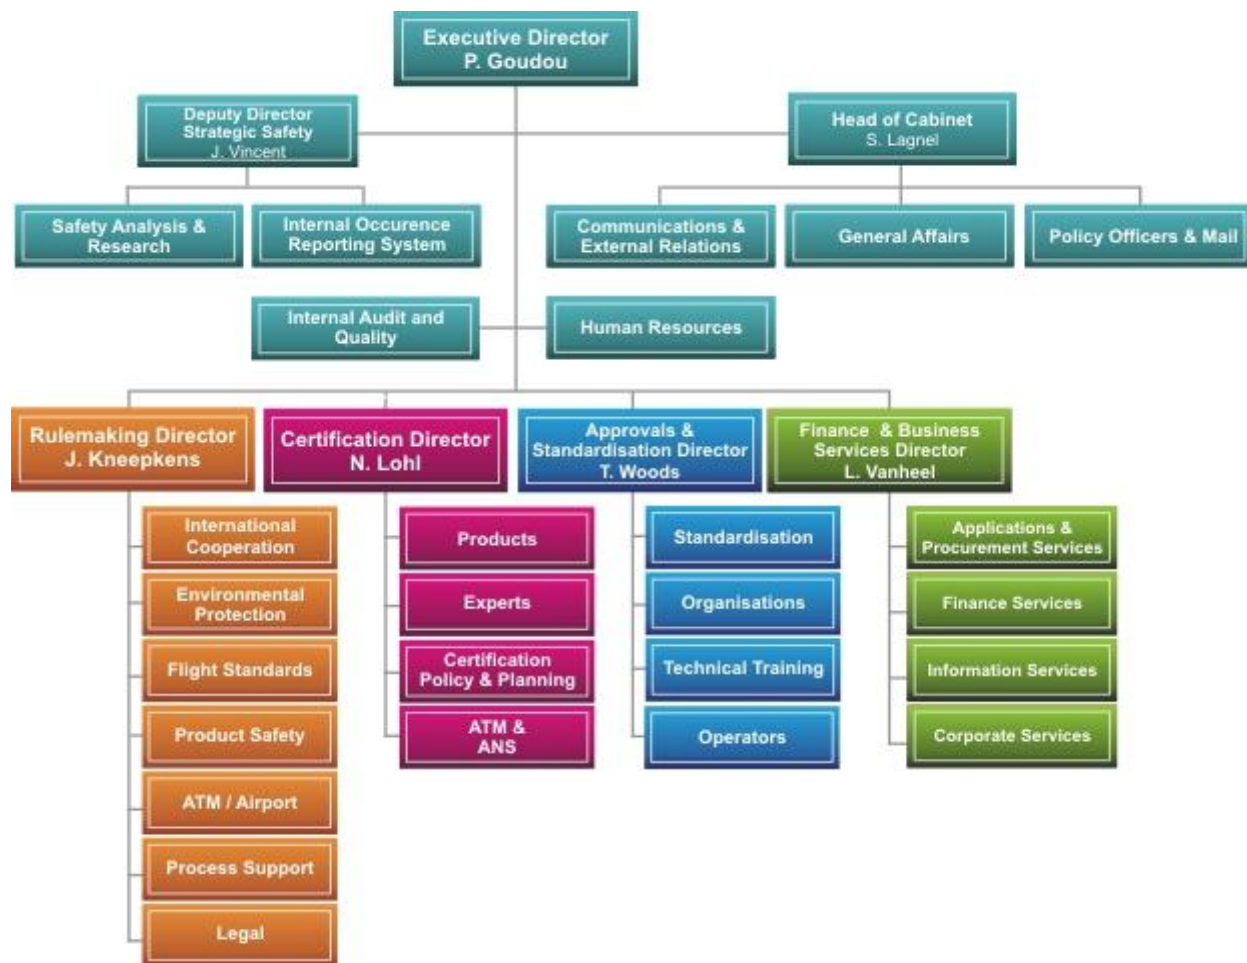 Executive Director
P. Goudou
Deputy Director
Strategic Safety
J. Vincent
Head of Cabinet
S. Lagnel
Safety Analysis &
Research
Internal Occurence
Reporting System
Communications &
External Relations
General Affairs
Policy Officers & Mail
Internal Audit and
Quality
Human Resources
Rulemaking Director
J. Kneepkens
Certification Director
N. Lohl
Approvals &
Standardisation Director
T. Woods
Finance & Business
Services Director
L. Vanheel
International
Cooperation
Environmental
Protection
Flight Standards
Product Safety
ATM / Airport
Process Support
Legal
Products
Experts
Certification
Policy & Planning
ATM &
ANS
Standardisation
Organisations
Technical Training
Operators
Applications &
Procurement Services
Finance Services
Information Services
Corporate Services